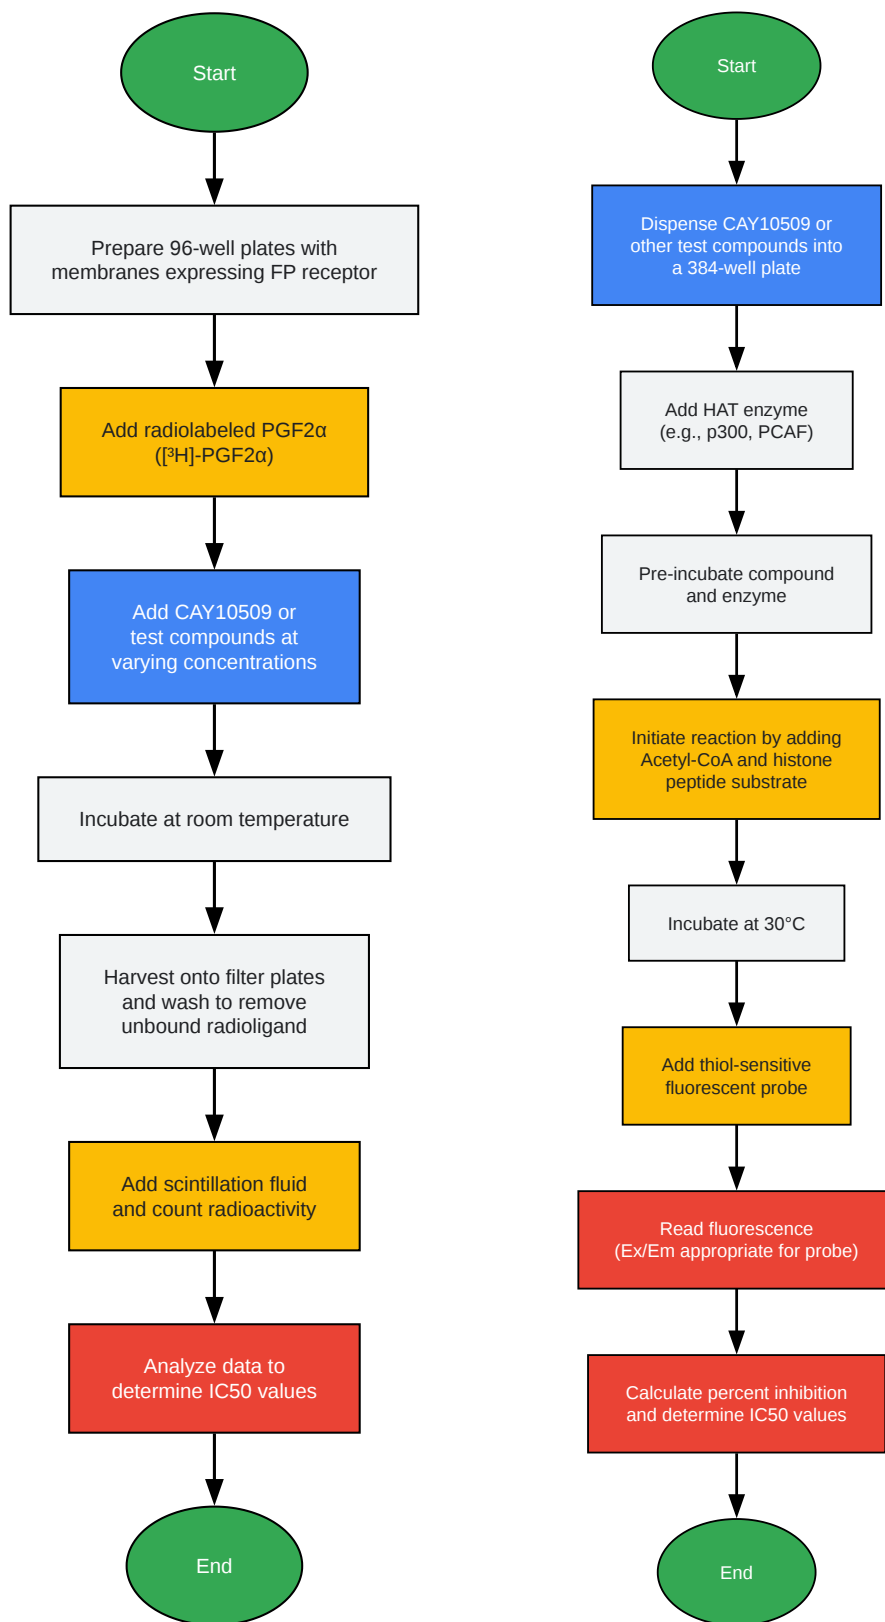 Start
Prepare 96-well plates with
membranes expressing FP receptor
Add radiolabeled PGF2α
([³H]-PGF2α)
Add CAY10509 or
test compounds at
varying concentrations
Incubate at room temperature
Harvest onto filter plates
and wash to remove
unbound radioligand
Add scintillation fluid
and count radioactivity
Analyze data to
determine IC50 values
End
Start
Dispense CAY10509 or
other test compounds into
a 384-well plate
Add HAT enzyme
(e.g., p300, PCAF)
Pre-incubate compound
and enzyme
Initiate reaction by adding
Acetyl-CoA and histone
peptide substrate
Incubate at 30°C
Add thiol-sensitive
fluorescent probe
Read fluorescence
(Ex/Em appropriate for probe)
Calculate percent inhibition
and determine IC50 values
End